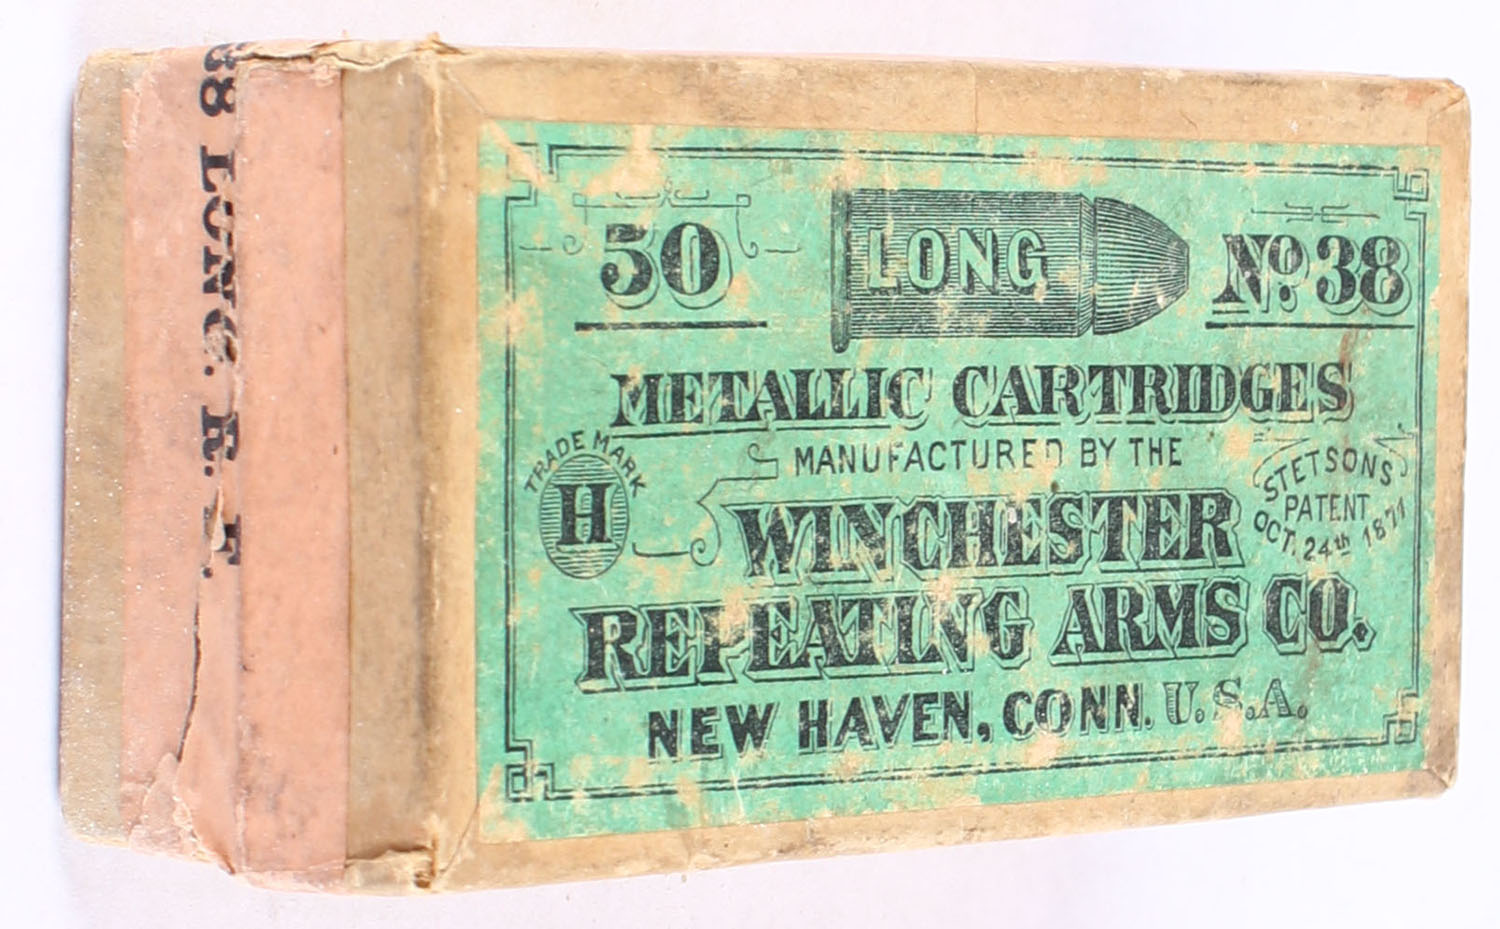 50 LONG No. 38
METALLIC CARTRIDGES
MANUFACTURED BY THE
TRADE MARK
H
WINCHESTER
STETSONS
PATENT
OCT. 24th 1871
REPEATING ARMS CO.
NEW HAVEN, CONN. U.S.A.
38 LONG. R. F.